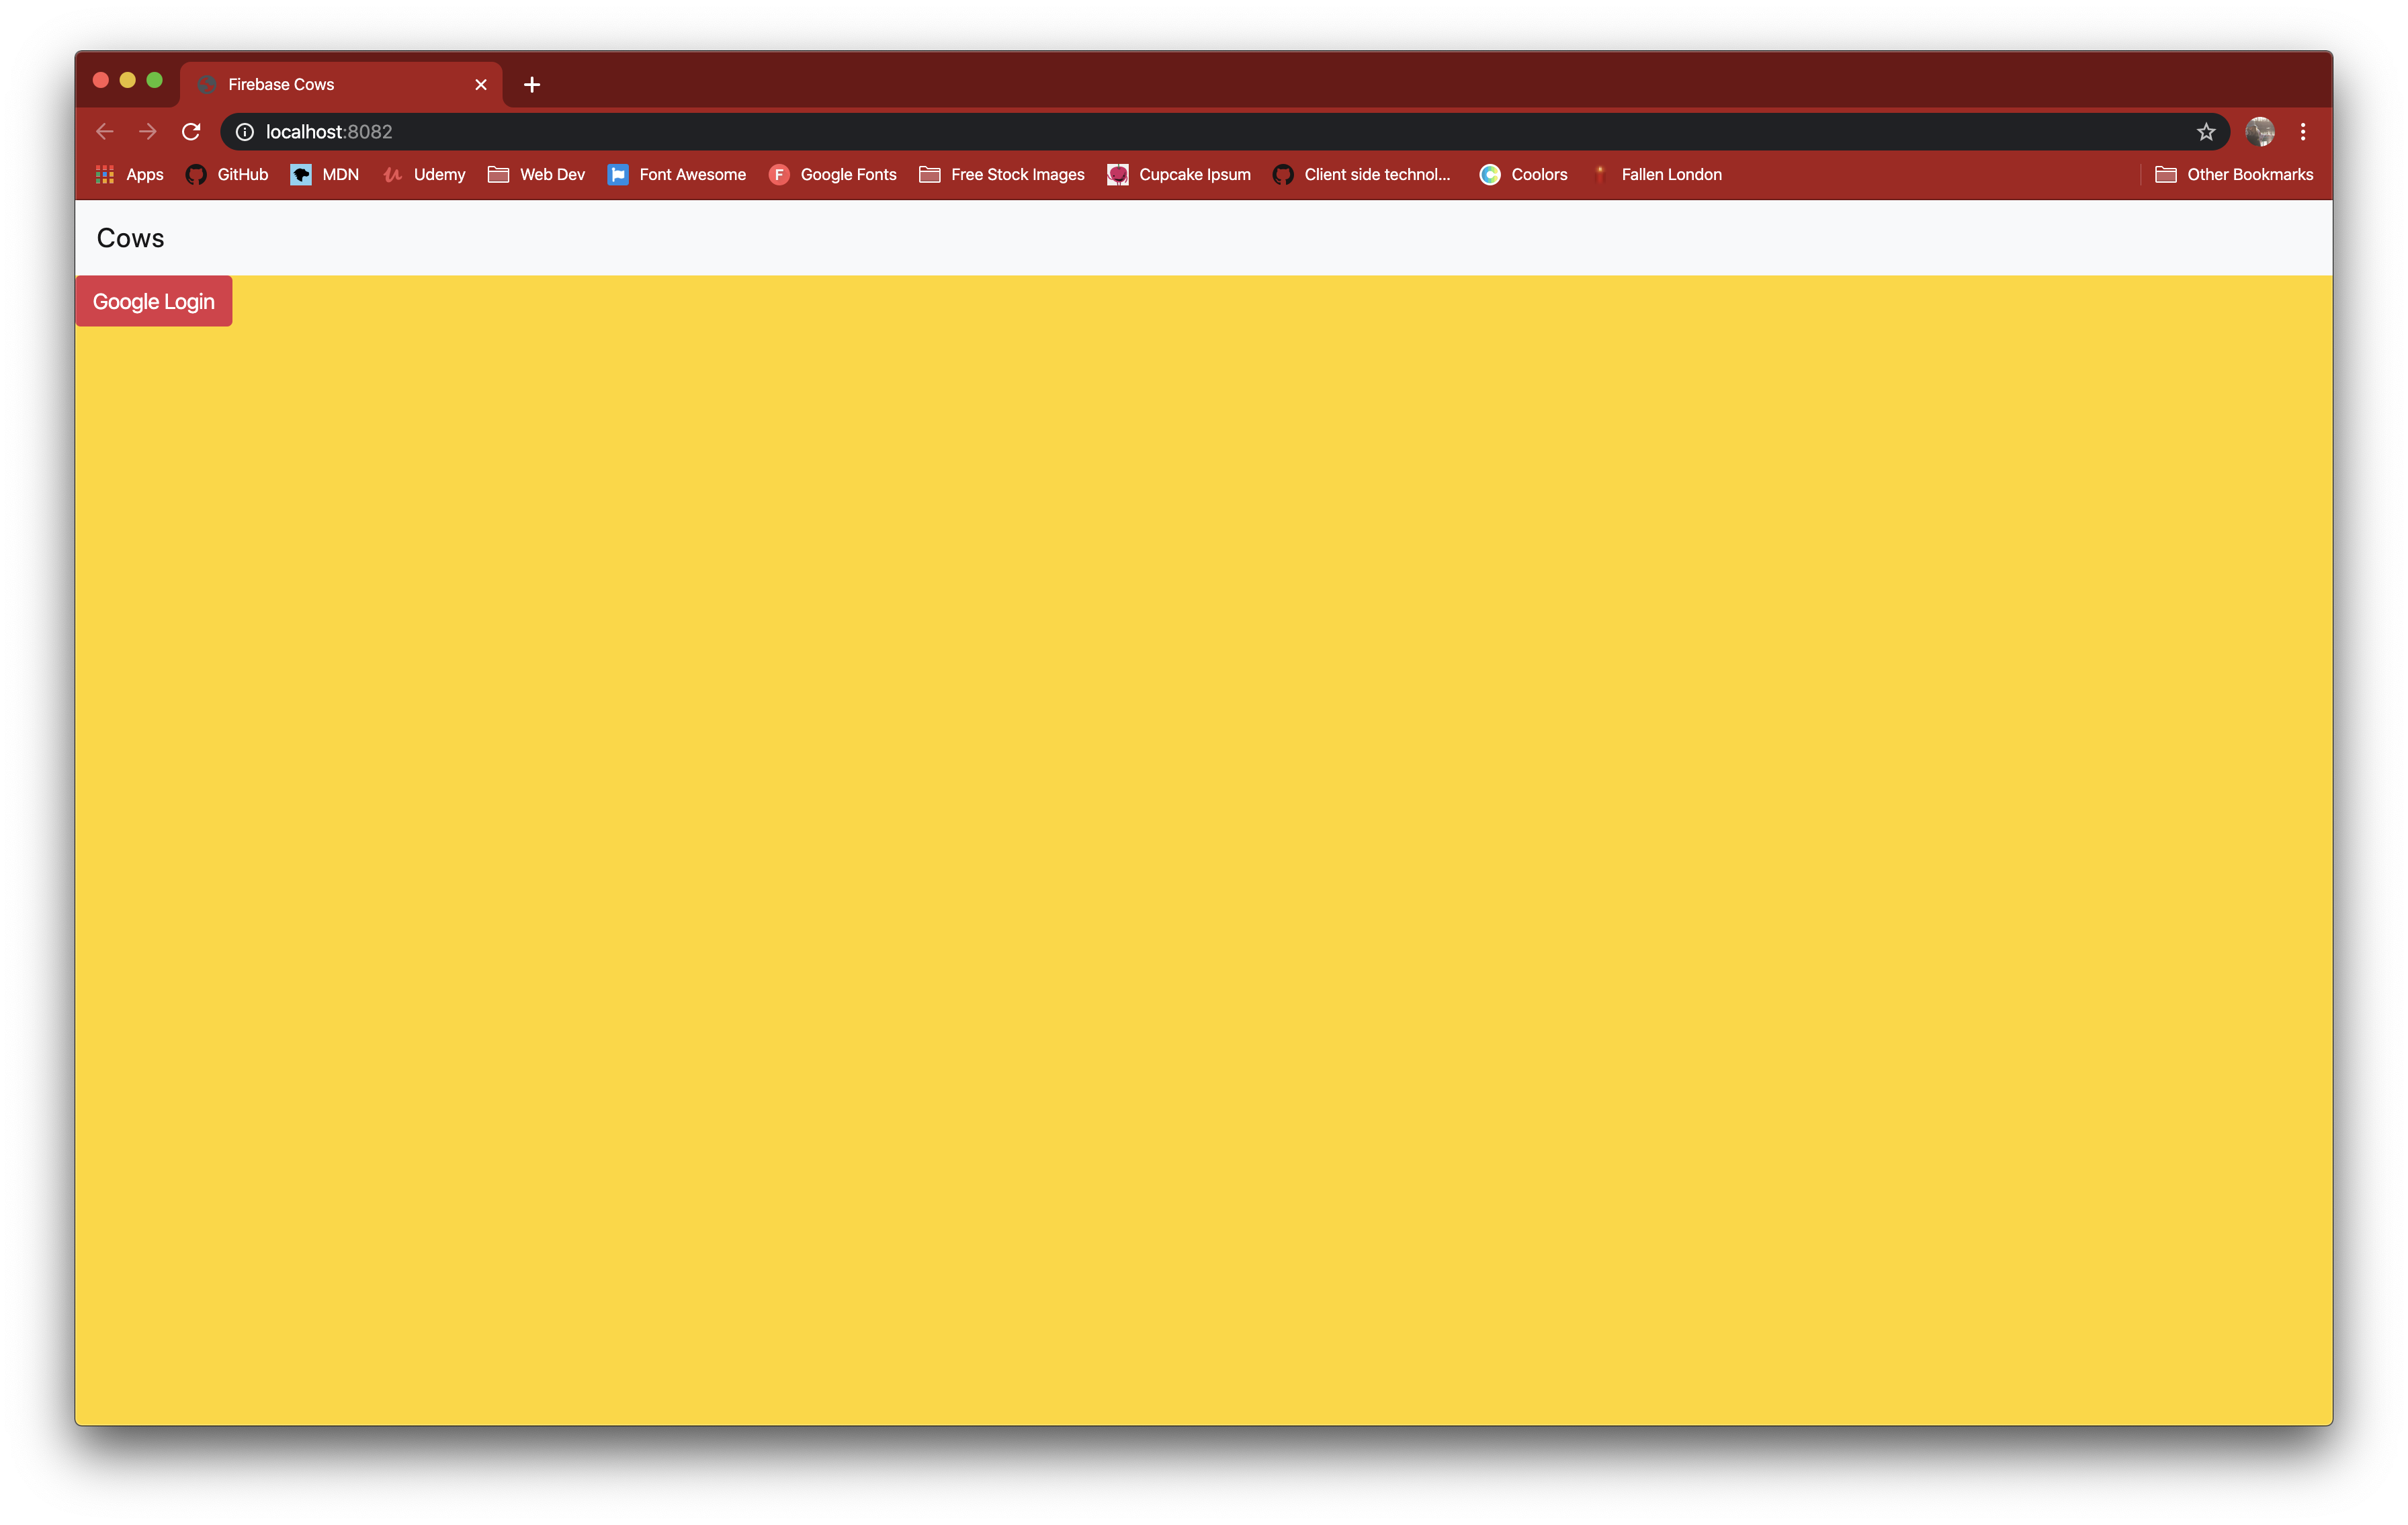 Firebase Cows
localhost:8082
Apps GitHub MDN Udemy Web Dev Font Awesome F Google Fonts Free Stock Images Cupcake Ipsum Client side technol... Coolors Fallen London Other Bookmarks
Cows
Google Login